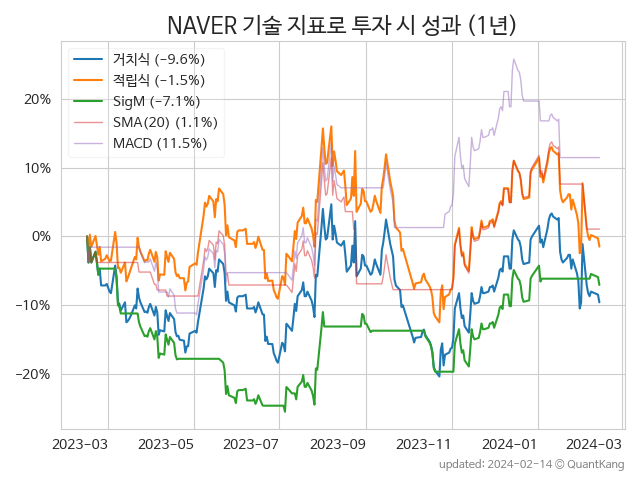 NAVER 기술 지표로 투자 시 성과 (1년)
거치식 (−9.6%)
적립식 (−1.5%)
SigM (−7.1%)
SMA(20) (1.1%)
MACD (11.5%)
20%
10%
0%
−10%
−20%
2023−03 2023−05 2023−07 2023−09 2023−11 2024−01 2024−03
updated: 2024−02−14 © QuantKang